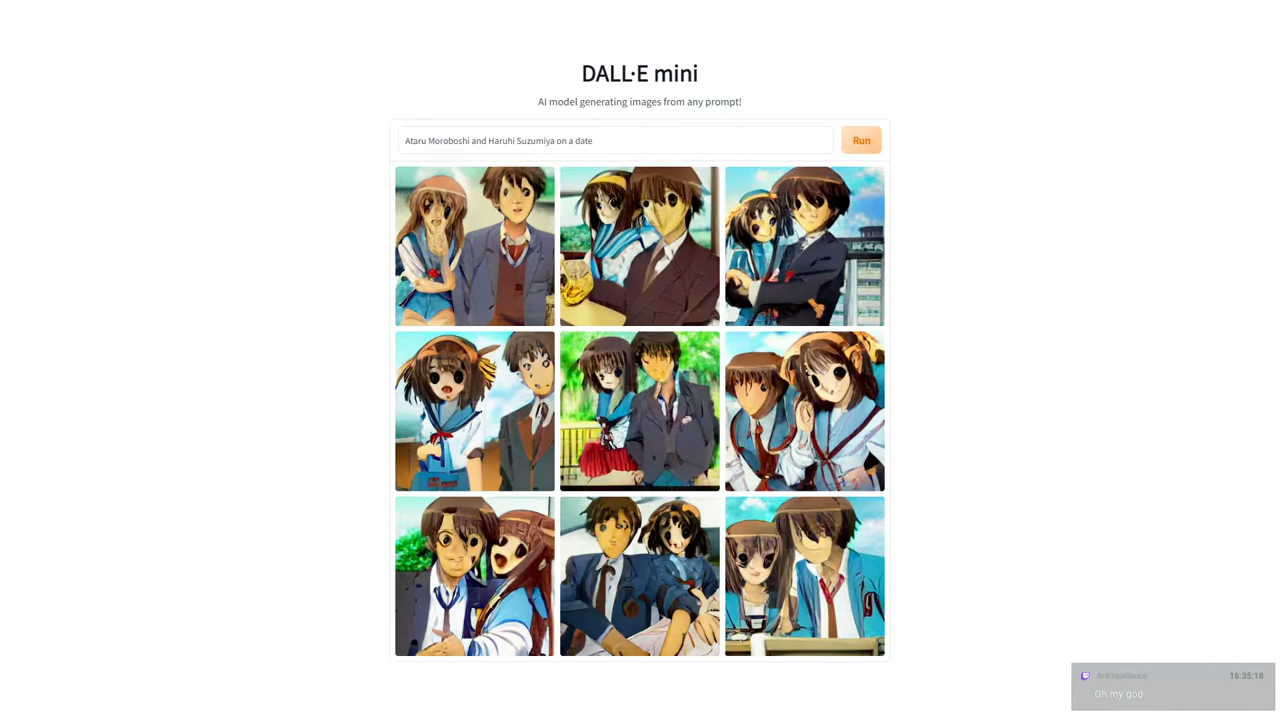 DALL·E mini
AI model generating images from any prompt!
Ataru Moroboshi and Haruhi Suzumiya on a date
Run
16:35:18
Oh my god